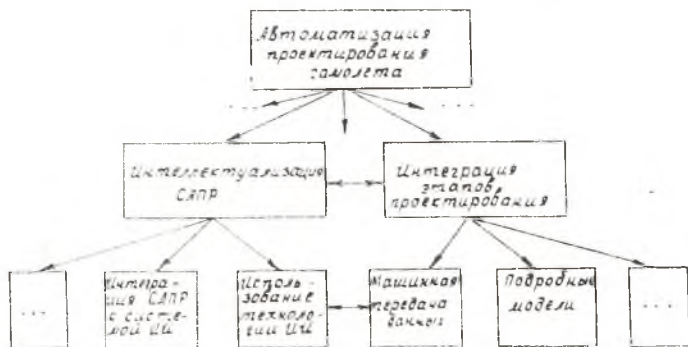 Автоматизация
проектирования
самолета
....
....
Интеллектуализация
САПР
Интеграция
этапов
проектирования
...
Интегра-
ция САПР
с систе-
мой ИИ
Исполь-
зование
техноло-
гии ИИ
Машинная
передача
данных
Подробные
модели
....